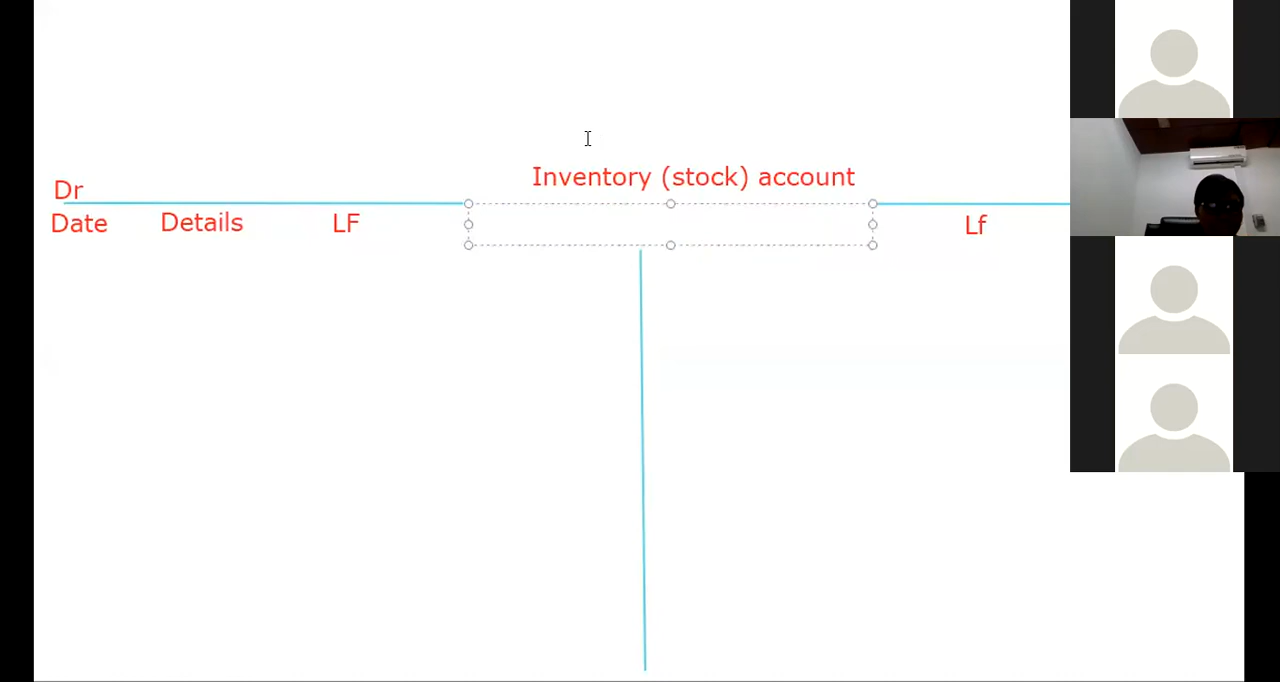 Inventory (stock) account
Dr
Date Details LF Lf